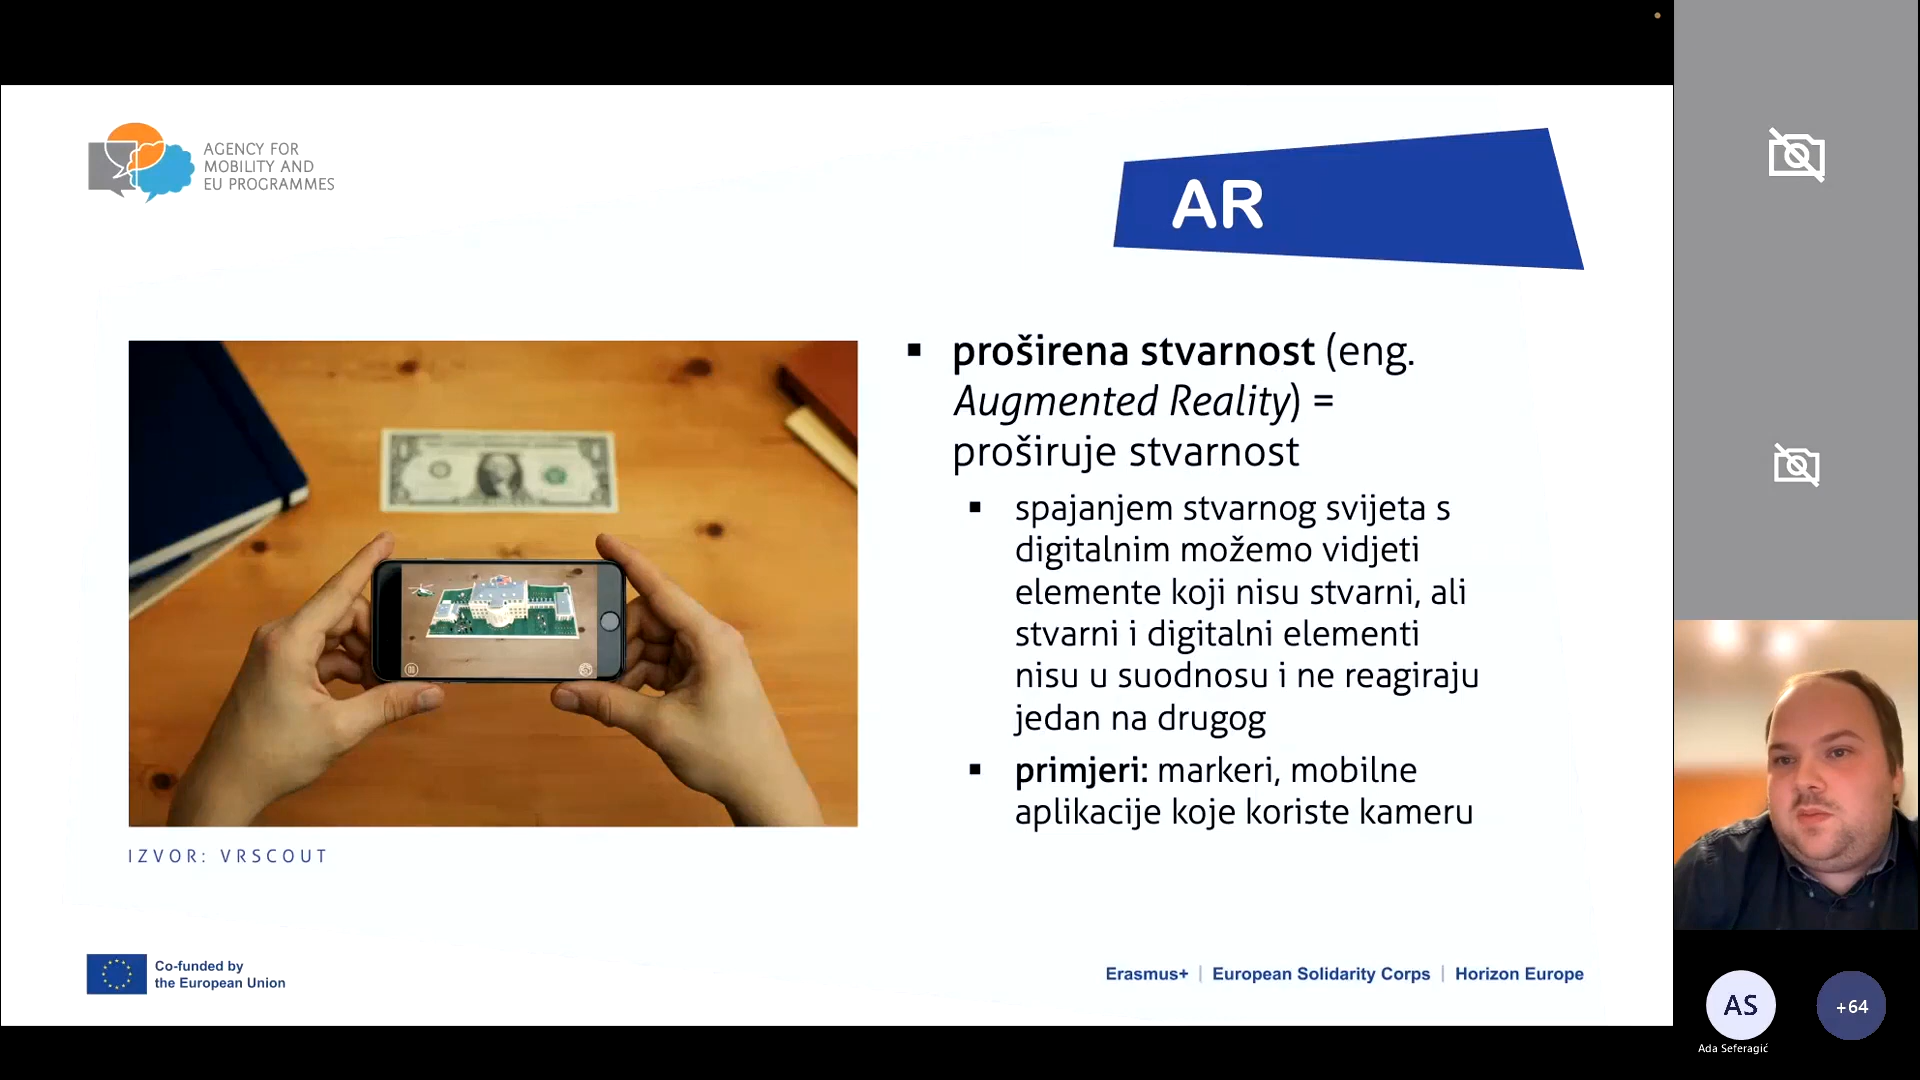 AGENCY FOR
MOBILITY AND
EU PROGRAMMES
AR
▪ proširena stvarnost (eng.
Augmented Reality) =
proširuje stvarnost
▪ spajanjem stvarnog svijeta s
digitalnim možemo vidjeti
elemente koji nisu stvarni, ali
stvarni i digitalni elementi
nisu u suodnosu i ne reagiraju
jedan na drugog
▪ primjeri: markeri, mobilne
aplikacije koje koriste kameru
IZVOR: VRSCOUT
Co-funded by
the European Union
Erasmus+ | European Solidarity Corps | Horizon Europe
AS
+64
Ada Seferagić